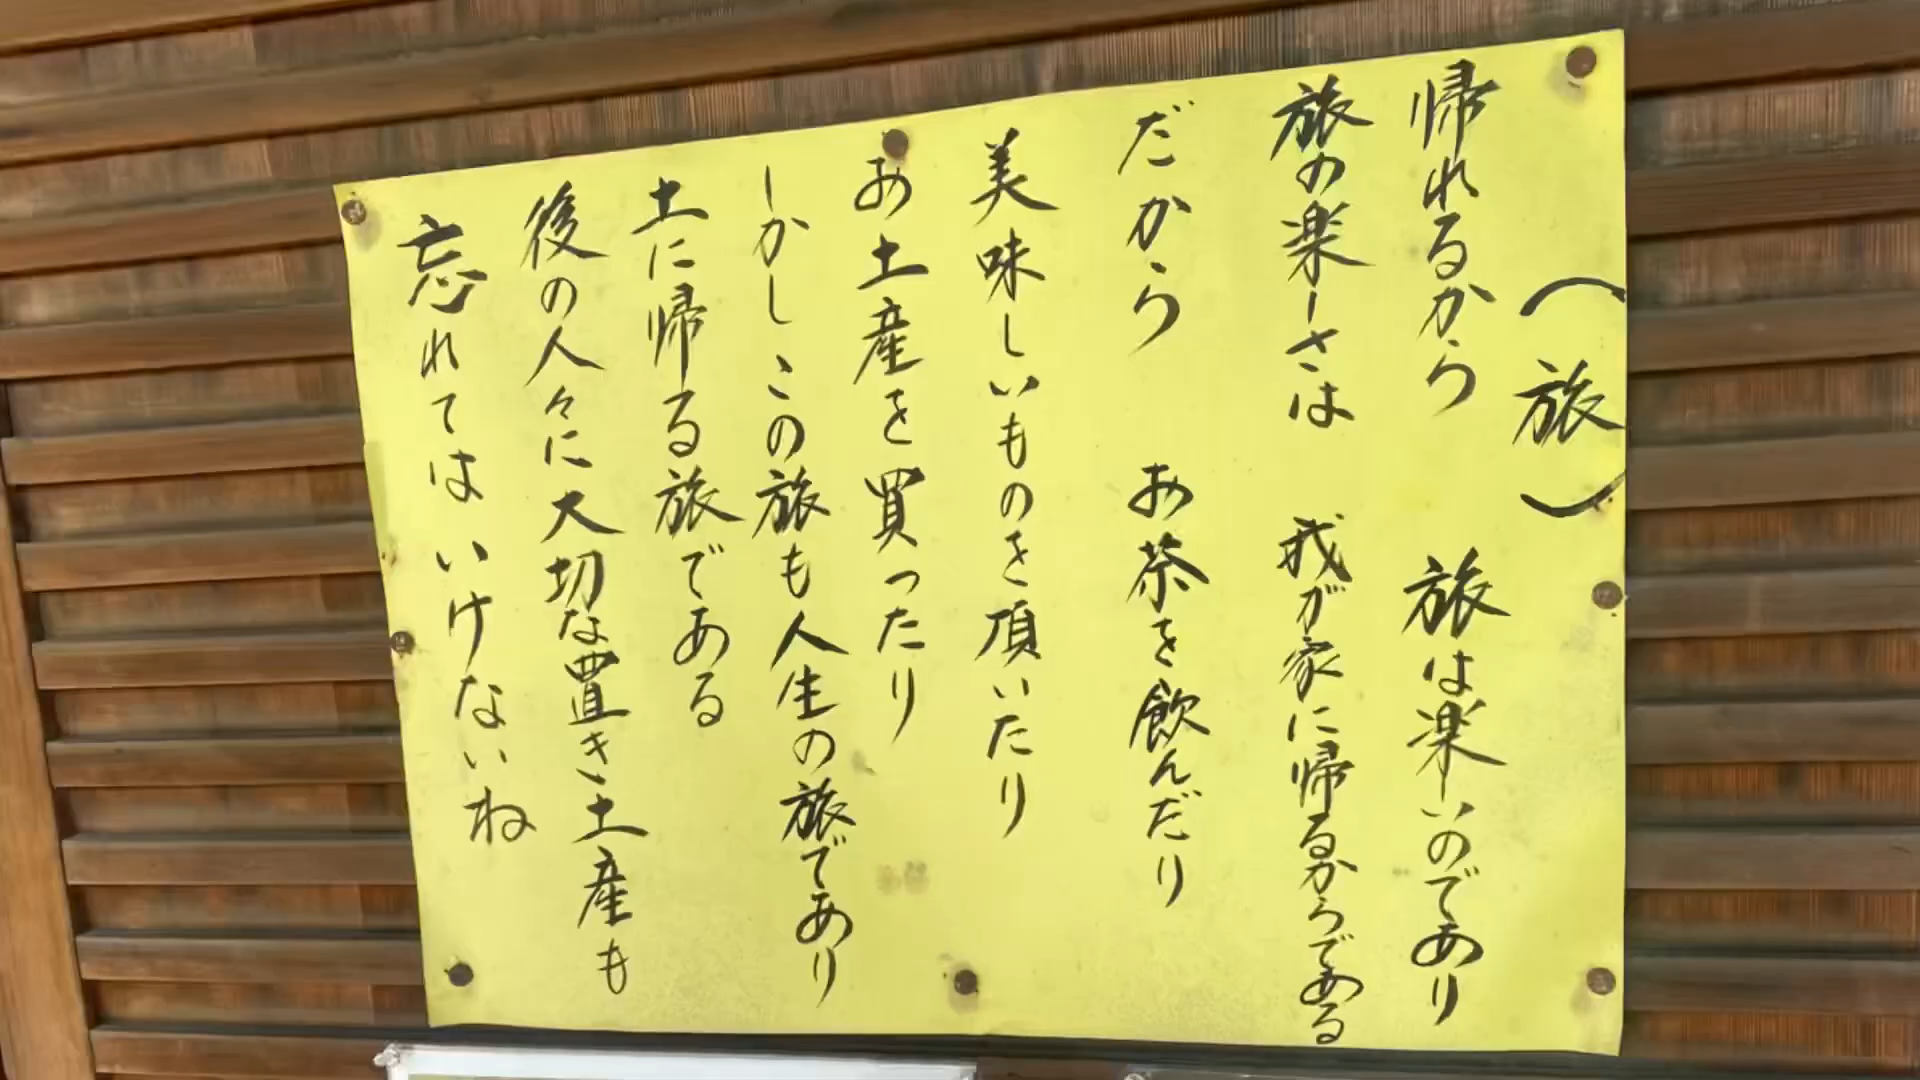 （旅）
帰れるから　旅は楽しいのであり
旅の楽しさは　我が家に帰るからである
だから　お茶を飲んだり
美味しいものを頂いたり
お土産を買ったり
しかしこの旅も人生の旅であり
土に帰る旅である
後の人々に大切な置き土産も
忘れてはいけないね